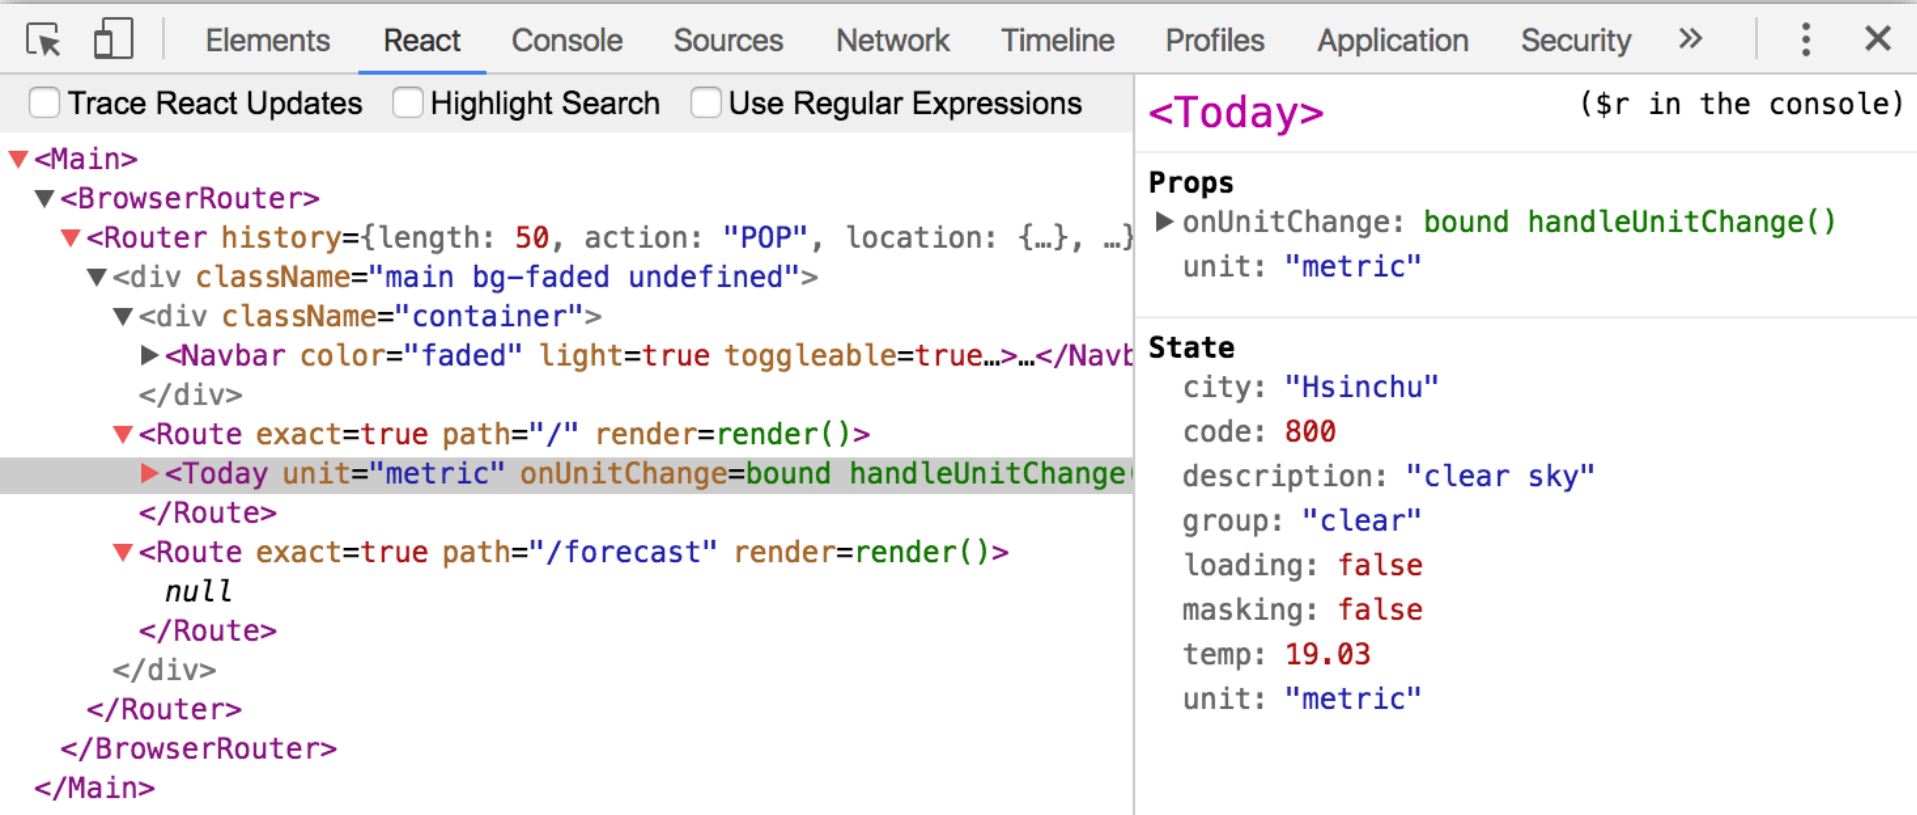 Elements React Console Sources Network Timeline Profiles Application Security »
Trace React Updates Highlight Search Use Regular Expressions
<Main>
<BrowserRouter>
<Router history={length: 50, action: "POP", location: {…}, …}
<div className="main bg-faded undefined">
<div className="container">
<Navbar color="faded" light=true toggleable=true…>…</Navb
</div>
<Route exact=true path="/" render=render()>
<Today unit="metric" onUnitChange=bound handleUnitChange(
</Route>
<Route exact=true path="/forecast" render=render()>
null
</Route>
</div>
</Router>
</BrowserRouter>
</Main>
<Today> ($r in the console)
Props
onUnitChange: bound handleUnitChange()
unit: "metric"
State
city: "Hsinchu"
code: 800
description: "clear sky"
group: "clear"
loading: false
masking: false
temp: 19.03
unit: "metric"